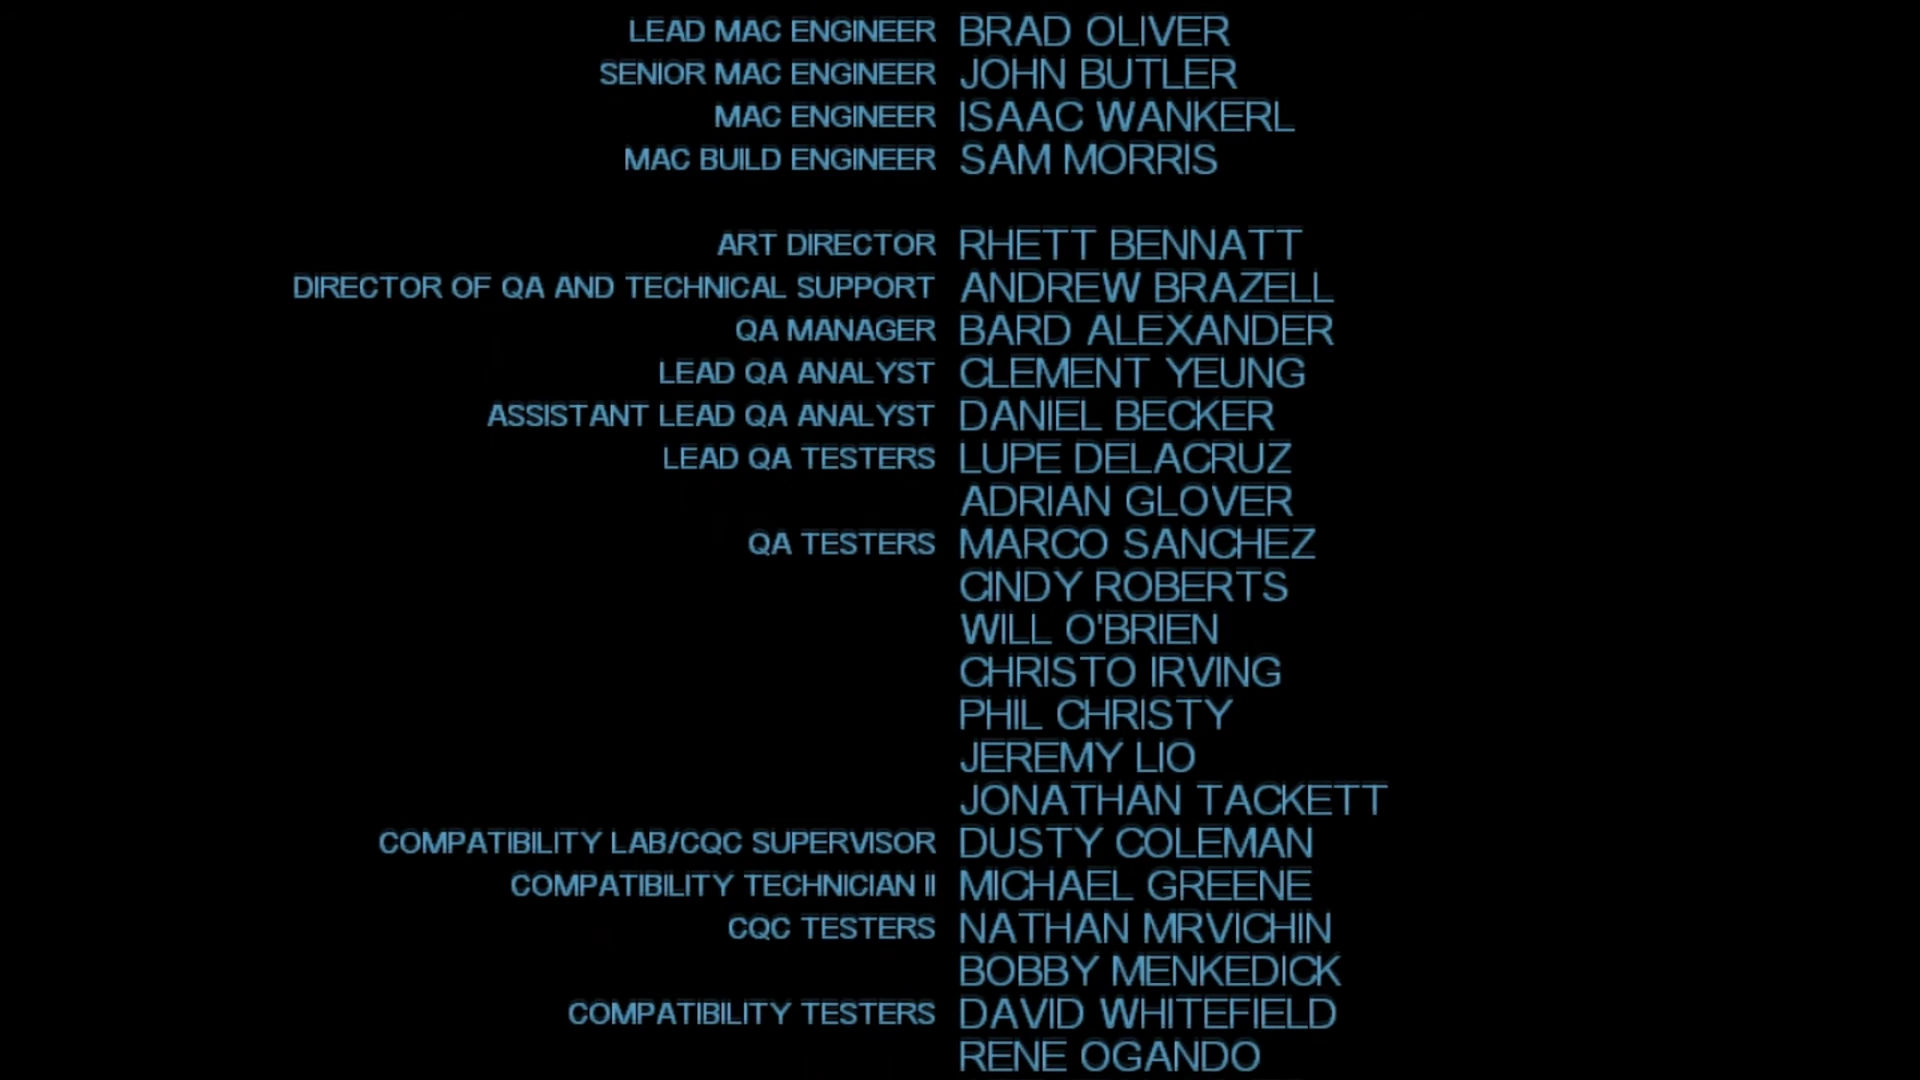 LEAD MAC ENGINEER BRAD OLIVER
SENIOR MAC ENGINEER JOHN BUTLER
MAC ENGINEER ISAAC WANKERL
MAC BUILD ENGINEER SAM MORRIS
ART DIRECTOR RHETT BENNATT
DIRECTOR OF QA AND TECHNICAL SUPPORT ANDREW BRAZELL
QA MANAGER BARD ALEXANDER
LEAD QA ANALYST CLEMENT YEUNG
ASSISTANT LEAD QA ANALYST DANIEL BECKER
LEAD QA TESTERS LUPE DELACRUZ
ADRIAN GLOVER
QA TESTERS MARCO SANCHEZ
CINDY ROBERTS
WILL O'BRIEN
CHRISTO IRVING
PHIL CHRISTY
JEREMY LIO
JONATHAN TACKETT
COMPATIBILITY LAB/CQC SUPERVISOR DUSTY COLEMAN
COMPATIBILITY TECHNICIAN II MICHAEL GREENE
CQC TESTERS NATHAN MRVICHIN
BOBBY MENKEDICK
COMPATIBILITY TESTERS DAVID WHITEFIELD
RENE OGANDO